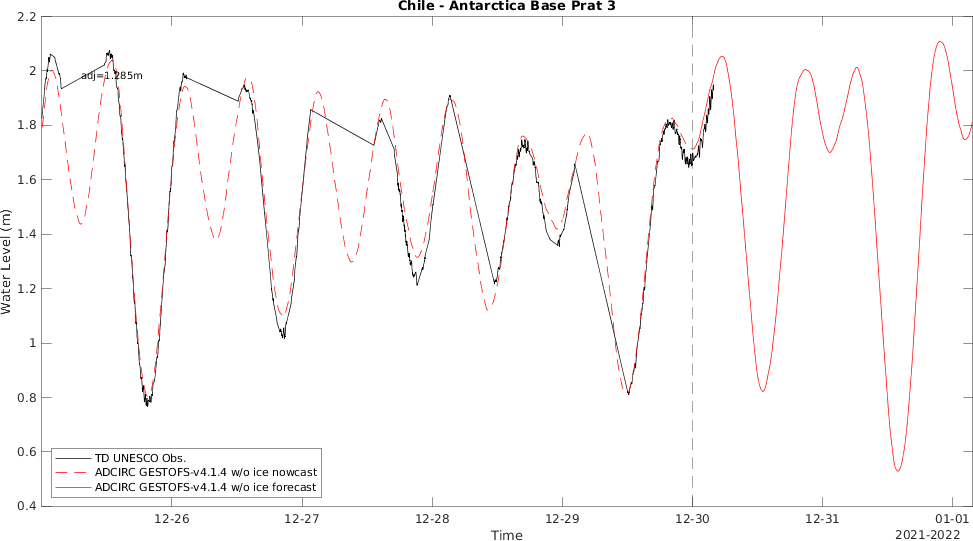 Chile - Antarctica Base Prat 3
2.2
2
1.8
1.6
1.4
1.2
1
0.8
0.6
0.4
Water Level (m)
adj=1.285m
TD UNESCO Obs.
ADCIRC GESTOFS-v4.1.4 w/o ice nowcast
ADCIRC GESTOFS-v4.1.4 w/o ice forecast
12-26 12-27 12-28 12-29 12-30 12-31 01-01
Time
2021-2022